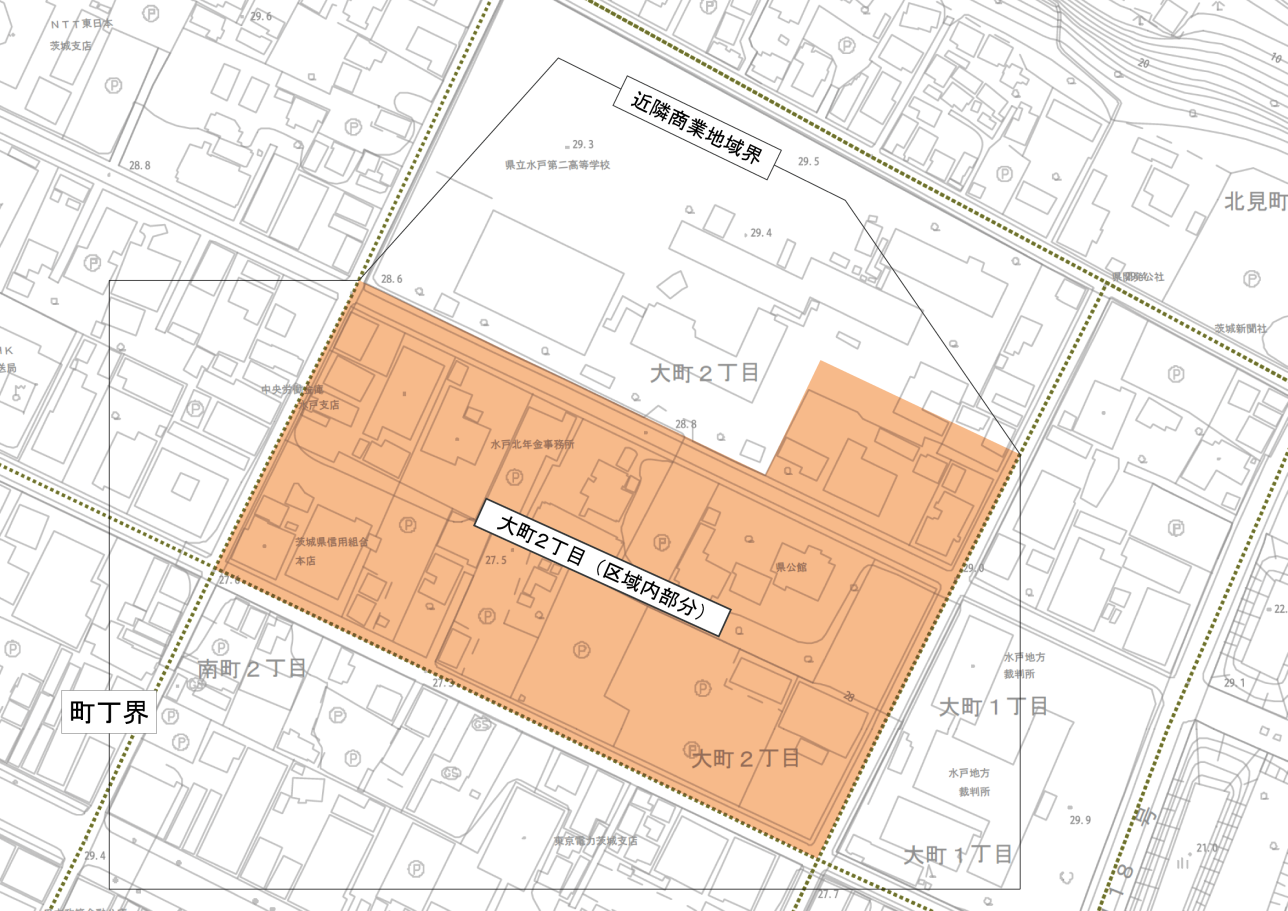 ＮＴＴ東日本
茨城支店
29.6
20
10
28.8
Ⓟ
近隣商業地域界
29.3
県立水戸第二高等学校
29.5
29.4
北見町
28.6
茨城新聞社
中央労働金庫
水戸支店
大町２丁目
28.8
水戸北年金事務所
茨城県信用組合
本店
27.5
大町２丁目（区域内部分）
県公館
29.0
22.
水戸地方
裁判所
南町２丁目
27.3
29.1
28
町丁界
大町１丁目
GS
大町２丁目
水戸地方
裁判所
29.9
東京電力茨城支店
29.4
大町１丁目
21.0
18
号
27.7